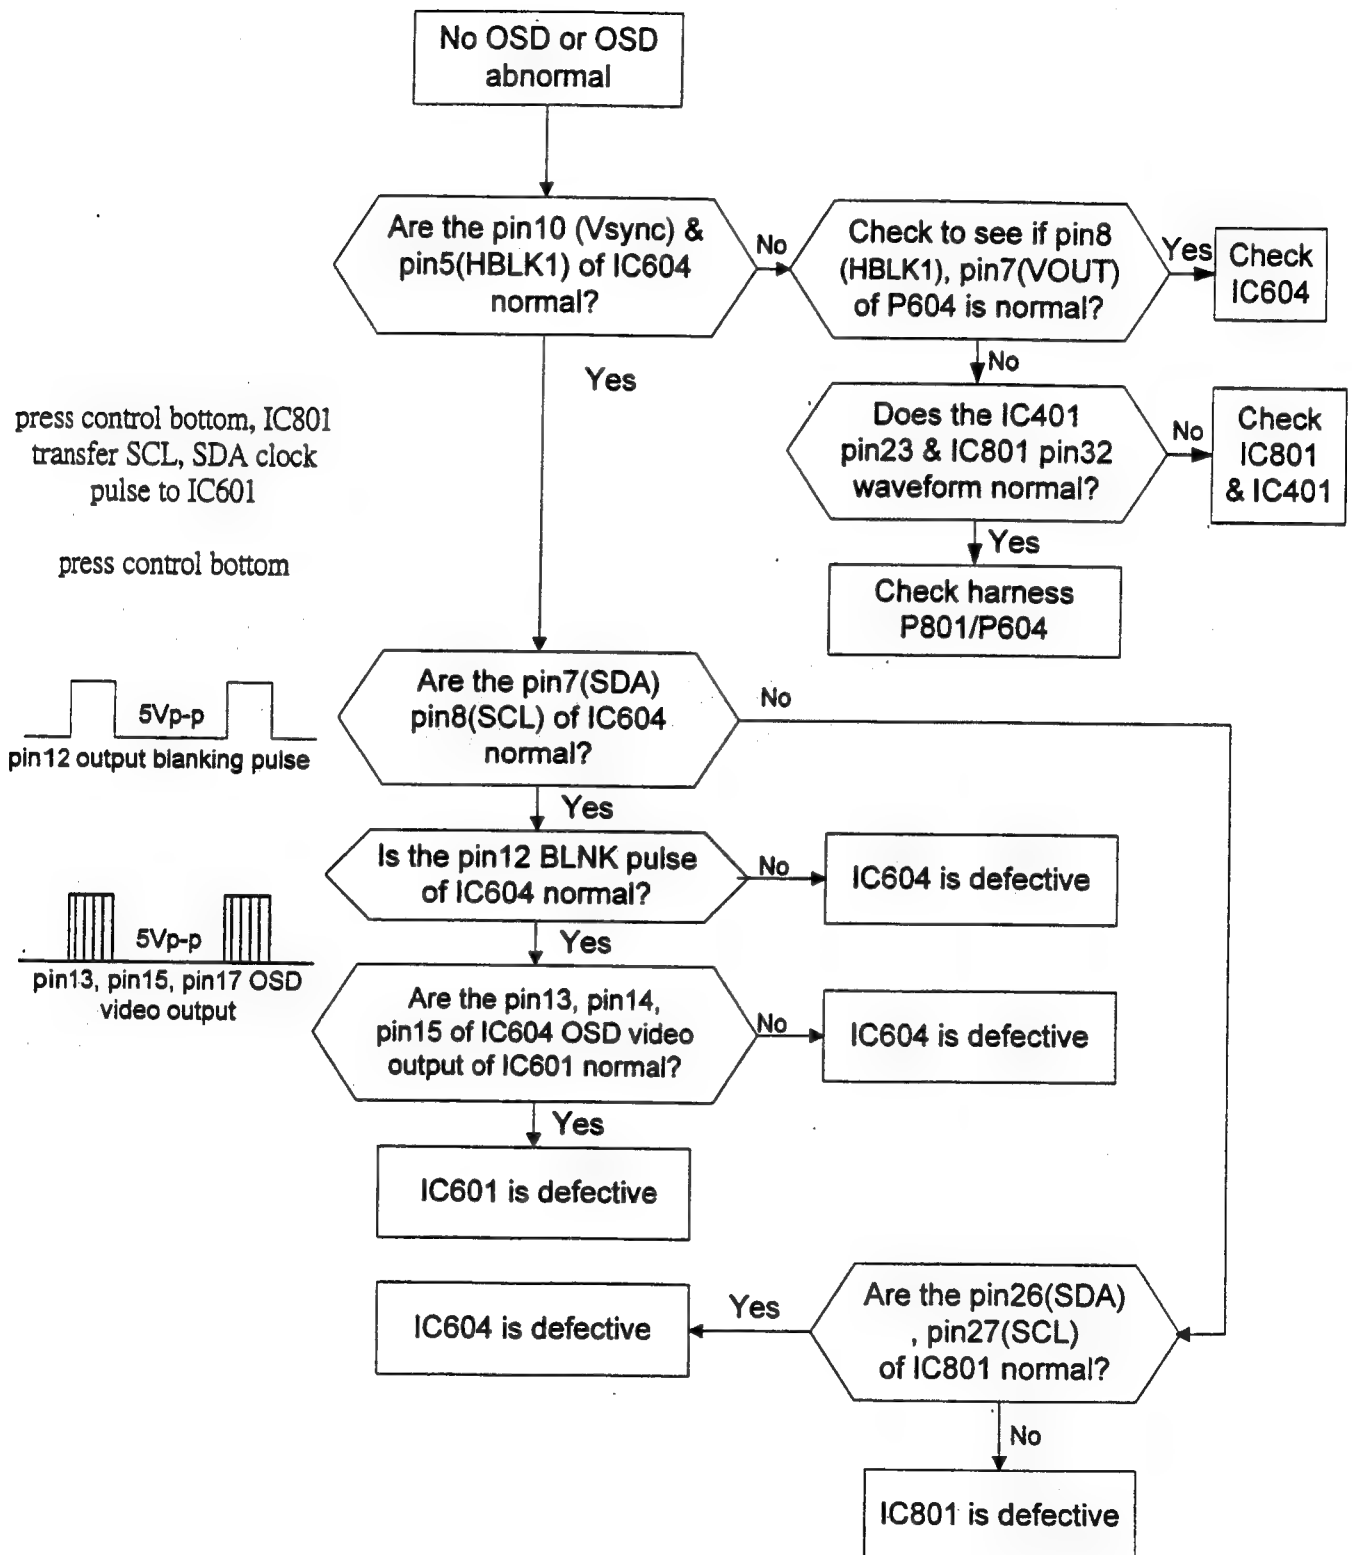 No OSD or OSD
abnormal
Are the pin10 (Vsync) &
pin5(HBLK1) of IC604
normal?
No
Check to see if pin8
(HBLK1), pin7(VOUT)
of P604 is normal?
Yes
Check
IC604
No
Yes
Does the IC401
pin23 & IC801 pin32
waveform normal?
No
Check
IC801
& IC401
Yes
Check harness
P801/P604
press control bottom, IC801
transfer SCL, SDA clock
pulse to IC601
press control bottom
Are the pin7(SDA)
pin8(SCL) of IC604
normal?
No
5Vp-p
pin12 output blanking pulse
Yes
Is the pin12 BLNK pulse
of IC604 normal?
No
IC604 is defective
Yes
5Vp-p
pin13, pin15, pin17 OSD
video output
Are the pin13, pin14,
pin15 of IC604 OSD video
output of IC601 normal?
No
IC604 is defective
Yes
IC601 is defective
Are the pin26(SDA)
, pin27(SCL)
of IC801 normal?
Yes
IC604 is defective
No
IC801 is defective